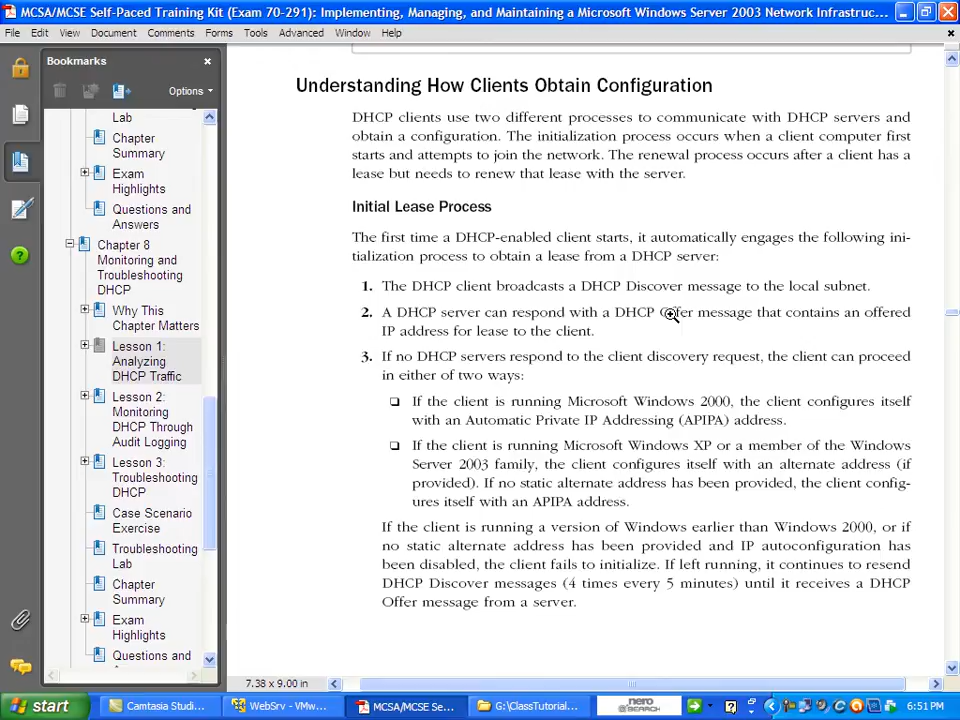 MCSA/MCSE Self-Paced Training Kit (Exam 70-291): Implementing, Managing, and Maintaining a Microsoft Windows Server 2003 Network Infrastruc...
File Edit View Document Comments Forms Tools Advanced Window Help
Bookmarks
Options
Lab
Chapter
Summary
Exam
Highlights
Questions and
Answers
Chapter 8
Monitoring and
Troubleshooting
DHCP
Why This
Chapter Matters
Lesson 1:
Analyzing
DHCP Traffic
Lesson 2:
Monitoring
DHCP Through
Audit Logging
Lesson 3:
Troubleshooting
DHCP
Case Scenario
Exercise
Troubleshooting
Lab
Chapter
Summary
Exam
Highlights
Questions and
Understanding How Clients Obtain Configuration
DHCP clients use two different processes to communicate with DHCP servers and
obtain a configuration. The initialization process occurs when a client computer first
starts and attempts to join the network. The renewal process occurs after a client has a
lease but needs to renew that lease with the server.
Initial Lease Process
The first time a DHCP-enabled client starts, it automatically engages the following ini-
tialization process to obtain a lease from a DHCP server:
1. The DHCP client broadcasts a DHCP Discover message to the local subnet.
2. A DHCP server can respond with a DHCP Offer message that contains an offered
IP address for lease to the client.
3. If no DHCP servers respond to the client discovery request, the client can proceed
in either of two ways:
❑ If the client is running Microsoft Windows 2000, the client configures itself
with an Automatic Private IP Addressing (APIPA) address.
❑ If the client is running Microsoft Windows XP or a member of the Windows
Server 2003 family, the client configures itself with an alternate address (if
provided). If no static alternate address has been provided, the client config-
ures itself with an APIPA address.
If the client is running a version of Windows earlier than Windows 2000, or if
no static alternate address has been provided and IP autoconfiguration has
been disabled, the client fails to initialize. If left running, it continues to resend
DHCP Discover messages (4 times every 5 minutes) until it receives a DHCP
Offer message from a server.
7.38 x 9.00 in
start
Camtasia Studi...
WebSrv - VMw...
MCSA/MCSE Se...
G:\ClassTutorial...
nero
SEARCH
6:51 PM